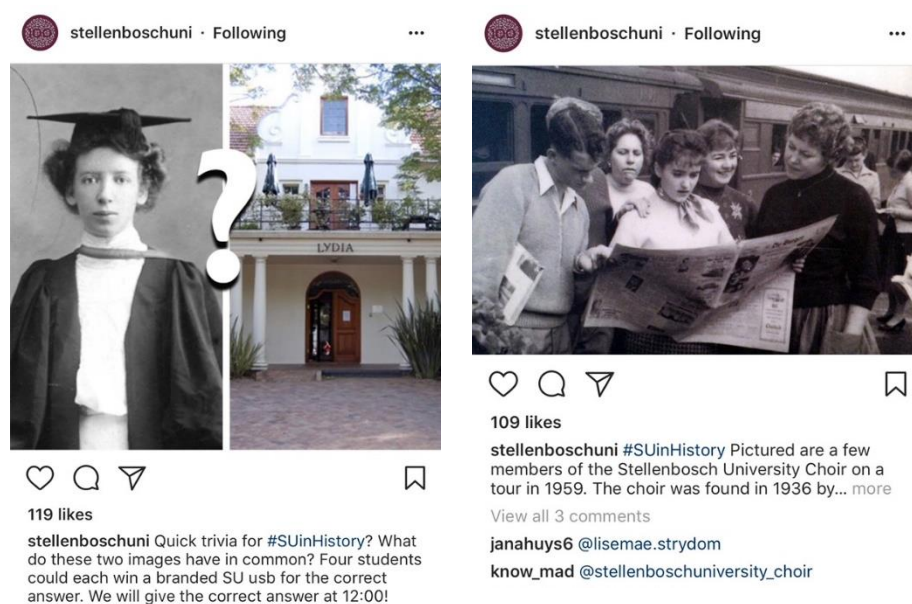 100
stellenboschuni · Following
?
LYDIA
119 likes
stellenboschuni Quick trivia for #SUinHistory? What
do these two images have in common? Four students
could each win a branded SU usb for the correct
answer. We will give the correct answer at 12:00!
100
stellenboschuni · Following
109 likes
stellenboschuni #SUinHistory Pictured are a few
members of the Stellenbosch University Choir on a
tour in 1959. The choir was found in 1936 by... more
View all 3 comments
janahuys6 @lisemae.strydom
know_mad @stellenboschuniversity_choir